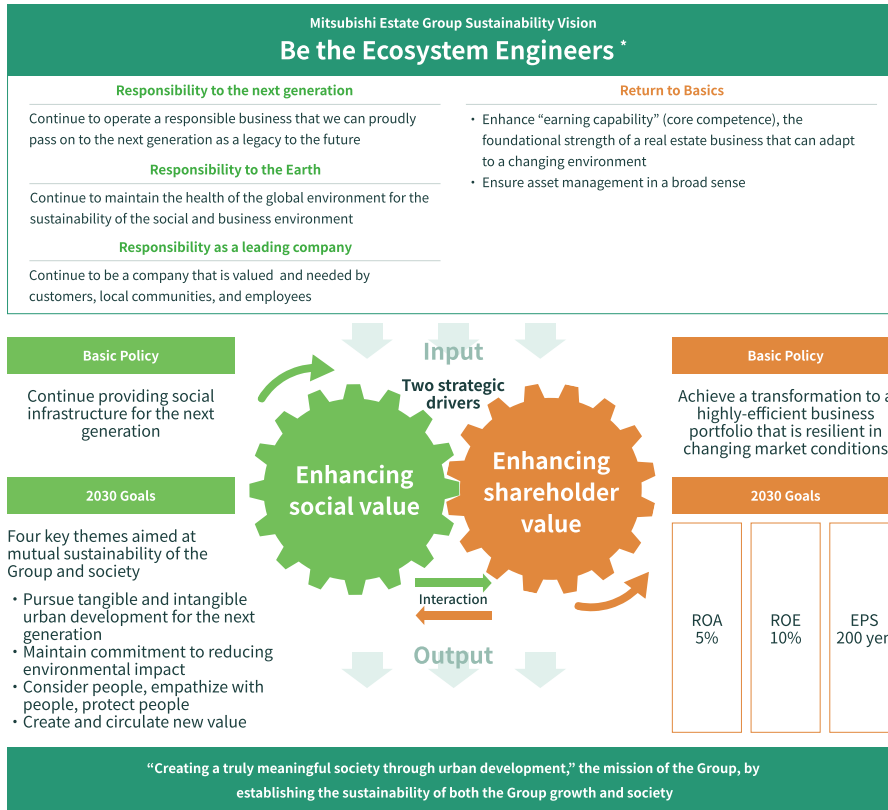 Mitsubishi Estate Group Sustainability Vision
Be the Ecosystem Engineers *
Responsibility to the next generation
Continue to operate a responsible business that we can proudly
pass on to the next generation as a legacy to the future
Responsibility to the Earth
Continue to maintain the health of the global environment for the
sustainability of the social and business environment
Responsibility as a leading company
Continue to be a company that is valued and needed by
customers, local communities, and employees
Return to Basics
・ Enhance “earning capability” (core competence), the
foundational strength of a real estate business that can adapt
to a changing environment
・ Ensure asset management in a broad sense
Basic Policy
Continue providing social
infrastructure for the next
generation
2030 Goals
Four key themes aimed at
mutual sustainability of the
Group and society
・Pursue tangible and intangible
urban development for the next
generation
・Maintain commitment to reducing
environmental impact
・Consider people, empathize with
people, protect people
・Create and circulate new value
Input
Two strategic
drivers
Enhancing
social value
Enhancing
shareholder
value
Interaction
Output
Basic Policy
Achieve a transformation to a
highly-efficient business
portfolio that is resilient in
changing market conditions
2030 Goals
ROA
5%
ROE
10%
EPS
200 yen
“Creating a truly meaningful society through urban development,” the mission of the Group, by
establishing the sustainability of both the Group growth and society